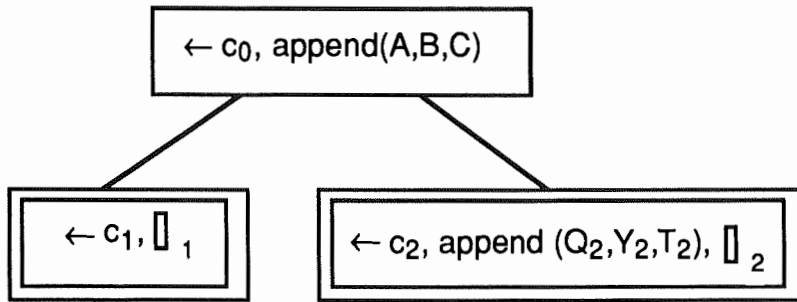 ← c₀, append(A,B,C)
← c₁, ▯ ₁
← c₂, append (Q₂,Y₂,T₂), ▯ ₂